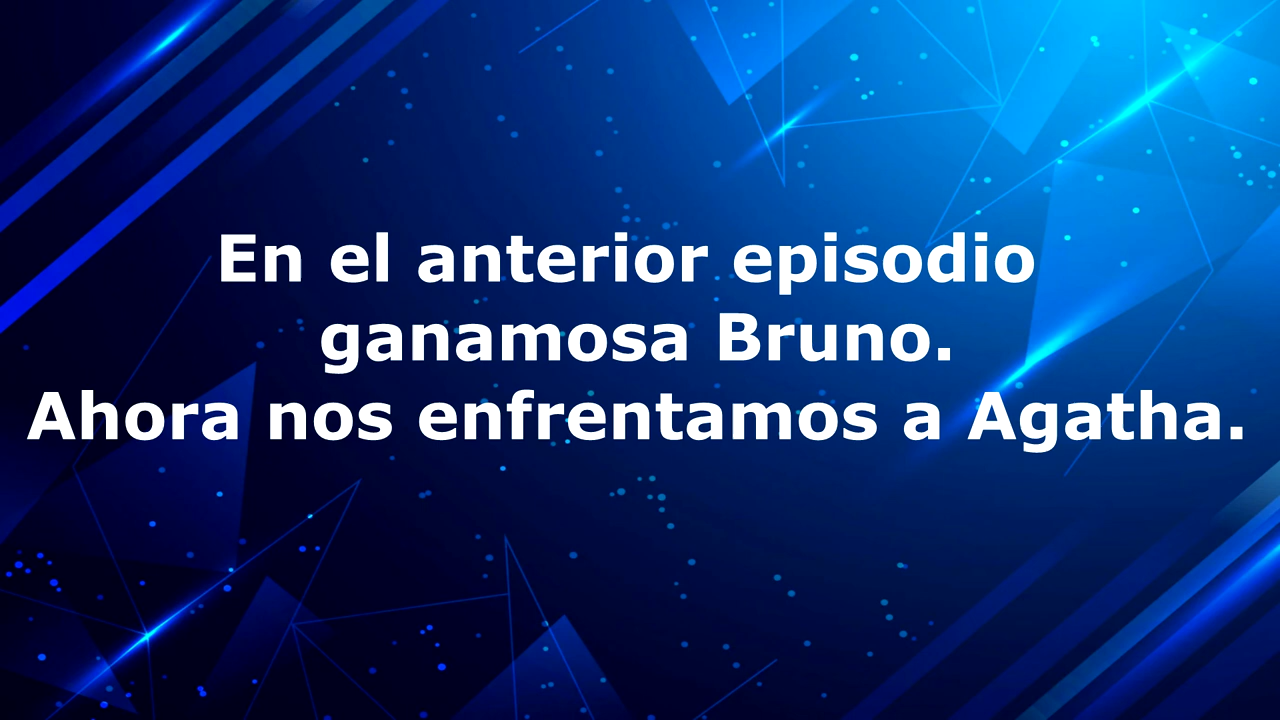 En el anterior episodio
ganamosa Bruno.
Ahora nos enfrentamos a Agatha.